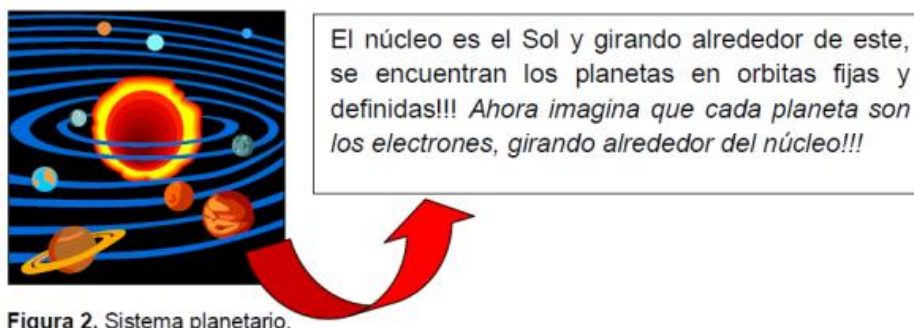 El núcleo es el Sol y girando alrededor de este,
se encuentran los planetas en orbitas fijas y
definidas!!! Ahora imagina que cada planeta son
los electrones, girando alrededor del núcleo!!!
Figura 2. Sistema planetario.